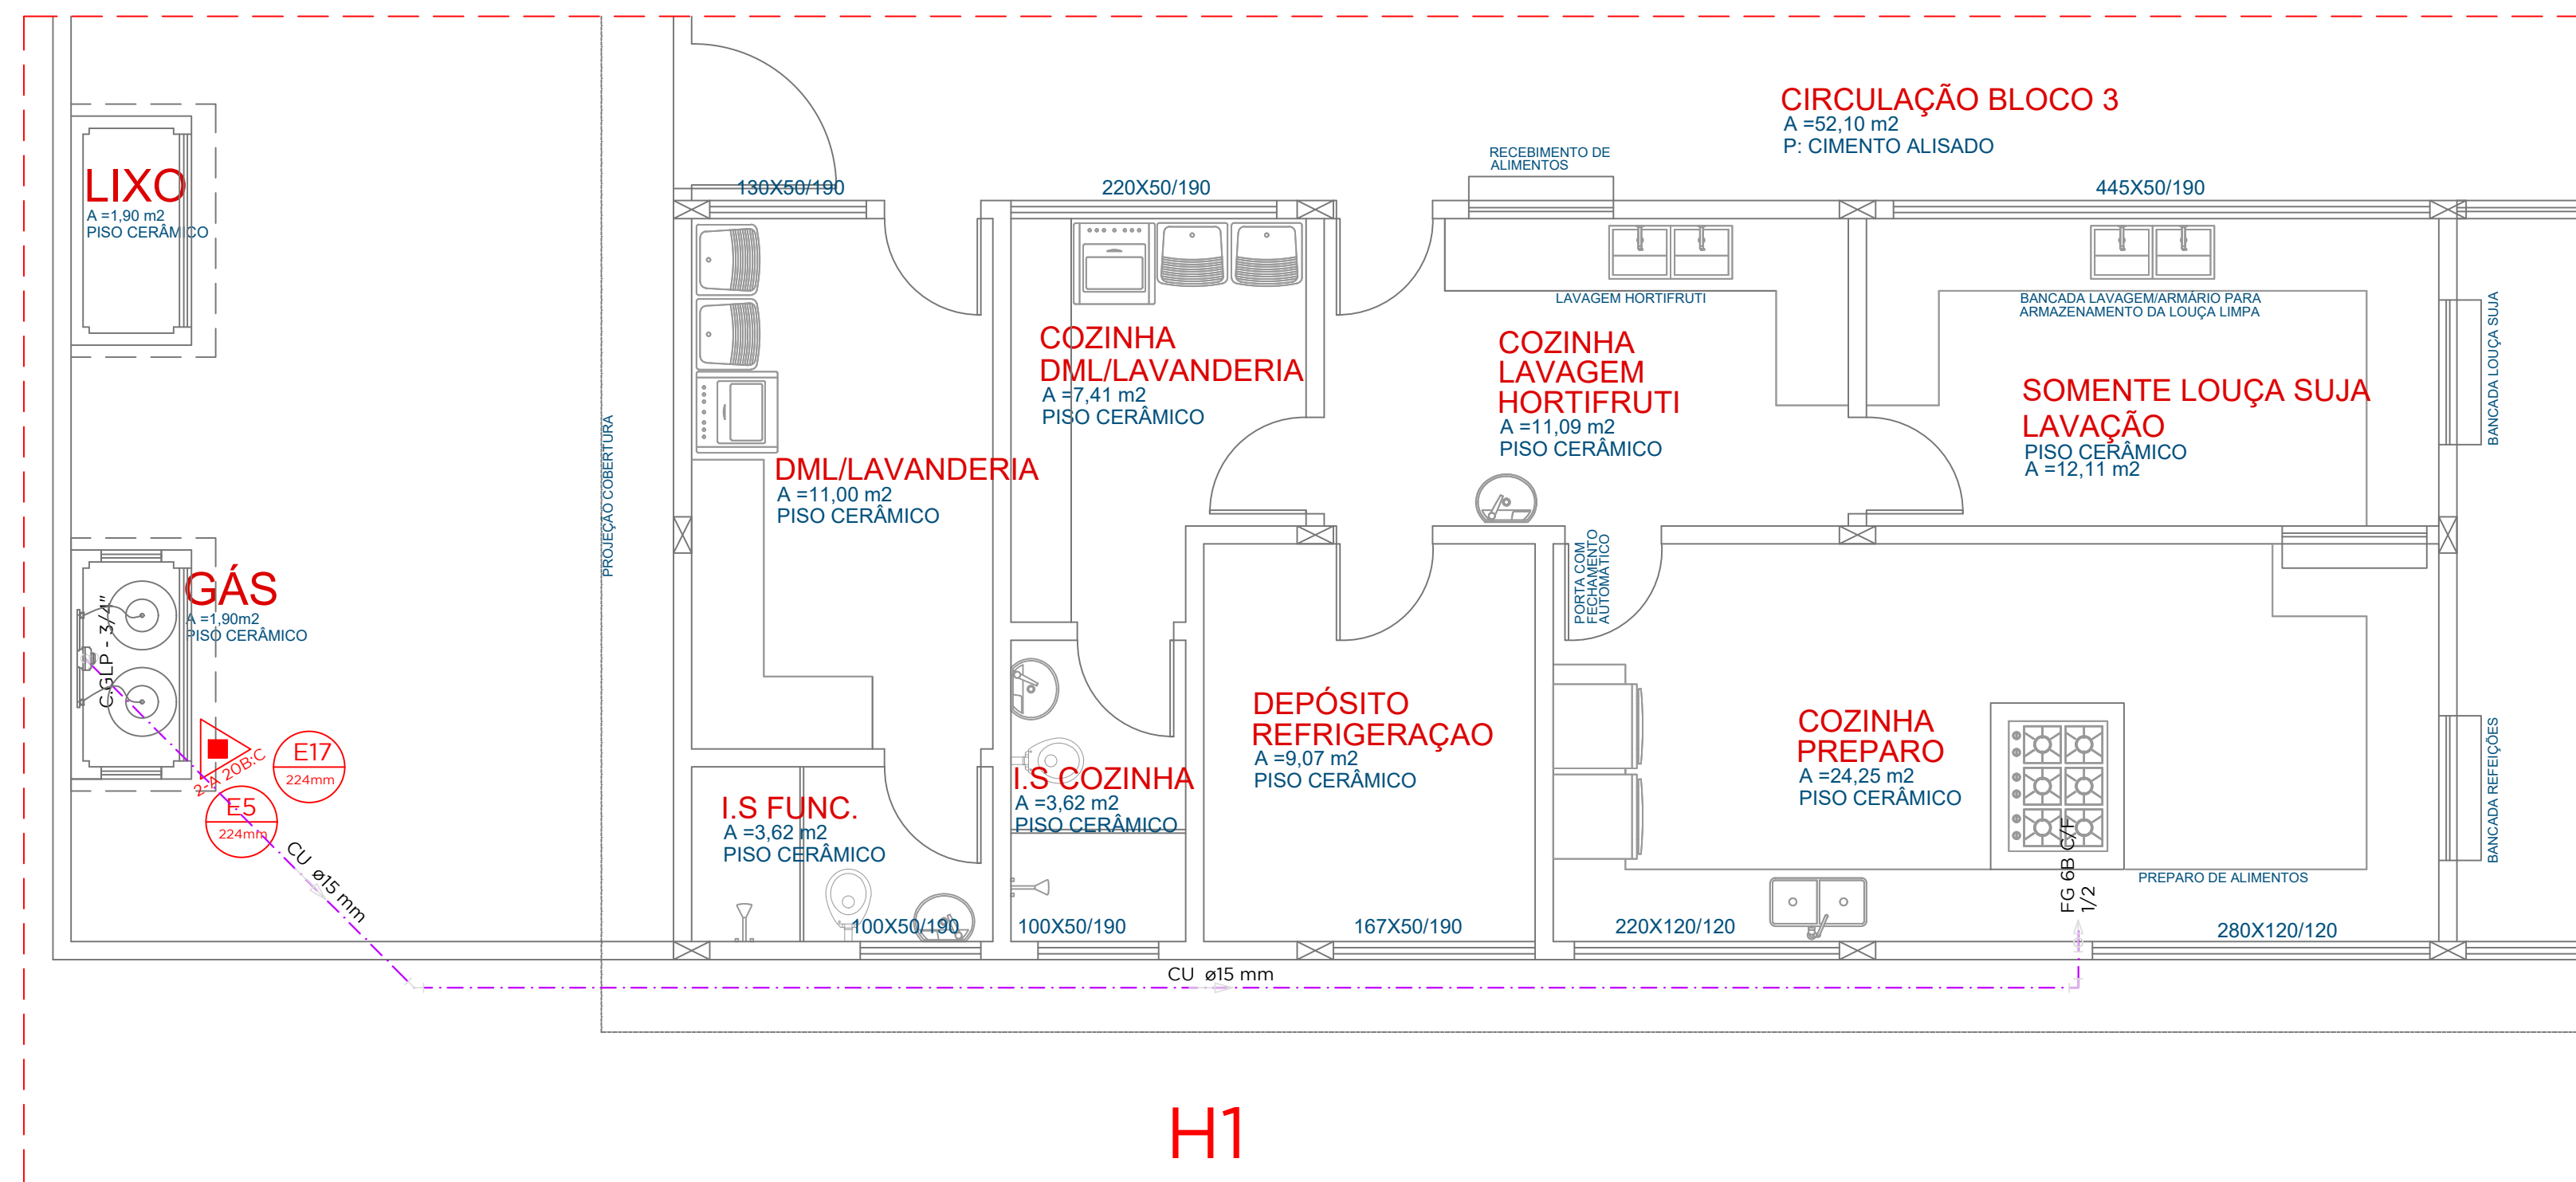 CIRCULAÇÃO BLOCO 3
A =52,10 m2
P: CIMENTO ALISADO
RECEBIMENTO DE
ALIMENTOS
130X50/190
220X50/190
445X50/190
LIXO
A =1,90 m2
PISO CERÂMICO
LAVAGEM HORTIFRUTI
BANCADA LAVAGEM/ARMÁRIO PARA
ARMAZENAMENTO DA LOUÇA LIMPA
BANCADA LOUÇA SUJA
COZINHA
DML/LAVANDERIA
A =7,41 m2
PISO CERÂMICO
COZINHA
LAVAGEM
HORTIFRUTI
A =11,09 m2
PISO CERÂMICO
SOMENTE LOUÇA SUJA
LAVAÇÃO
PISO CERÂMICO
A =12,11 m2
DML/LAVANDERIA
A =11,00 m2
PISO CERÂMICO
PROJEÇÃO COBERTURA
PORTA COM
FECHAMENTO
AUTOMÁTICO
GÁS
A =1,90m2
PISO CERÂMICO
C.GLP - 3/4"
2-A 20B:C
E17
224mm
E5
224mm
CU ø15 mm
DEPÓSITO
REFRIGERAÇAO
A =9,07 m2
PISO CERÂMICO
COZINHA
PREPARO
A =24,25 m2
PISO CERÂMICO
I.S COZINHA
A =3,62 m2
PISO CERÂMICO
I.S FUNC.
A =3,62 m2
PISO CERÂMICO
BANCADA REFEIÇÕES
FG 6B C/F
1/2
PREPARO DE ALIMENTOS
100X50/190
100X50/190
167X50/190
220X120/120
280X120/120
CU ø15 mm
H1